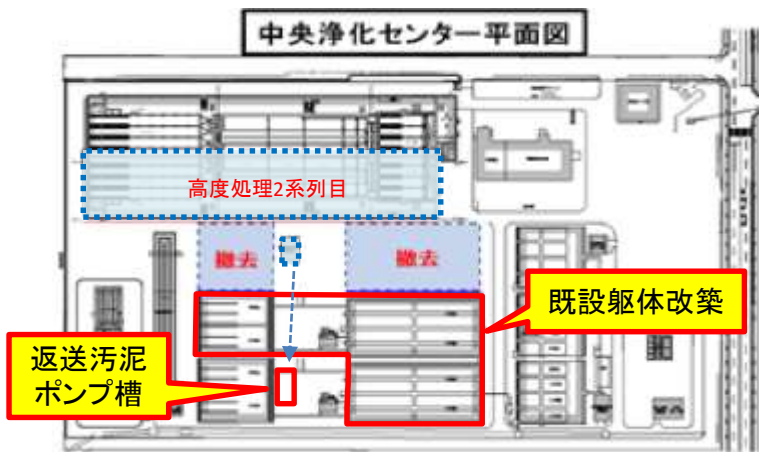 中央浄化センター平面図
高度処理2系列目
撤去
撤去
既設躯体改築
返送汚泥
ポンプ槽